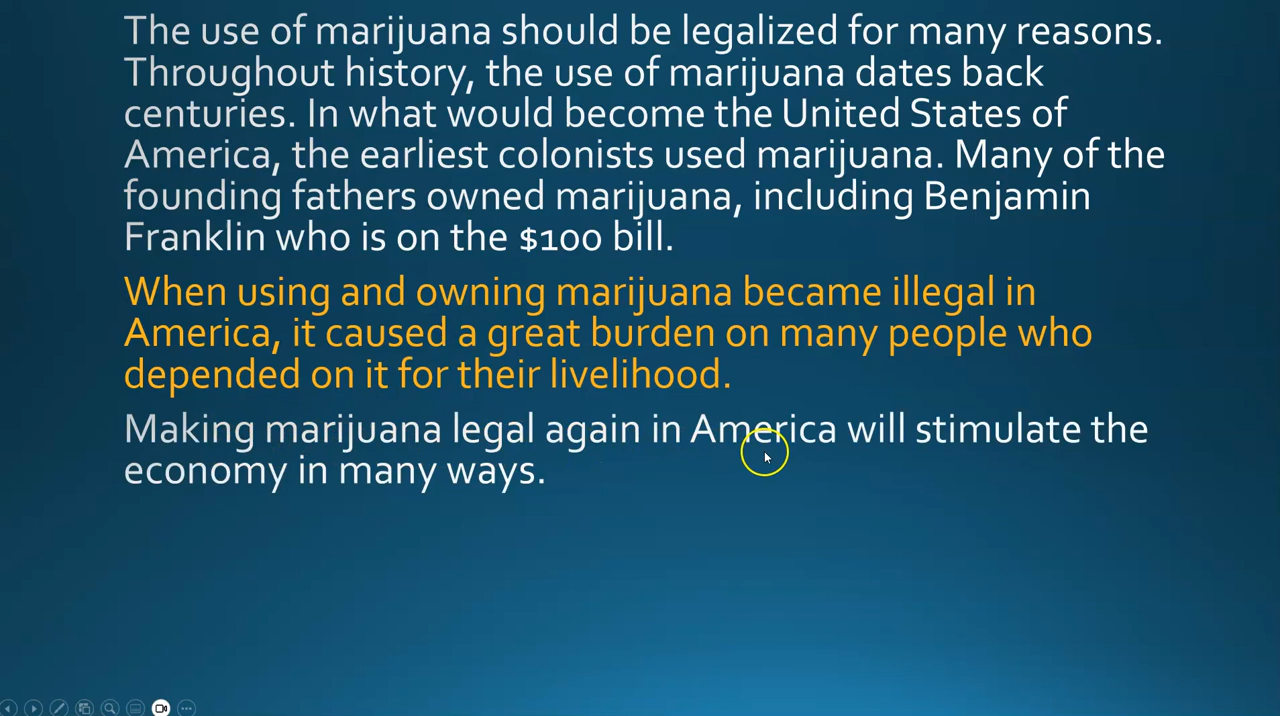 The use of marijuana should be legalized for many reasons.
Throughout history, the use of marijuana dates back
centuries. In what would become the United States of
America, the earliest colonists used marijuana. Many of the
founding fathers owned marijuana, including Benjamin
Franklin who is on the $100 bill.
When using and owning marijuana became illegal in
America, it caused a great burden on many people who
depended on it for their livelihood.
Making marijuana legal again in America will stimulate the
economy in many ways.